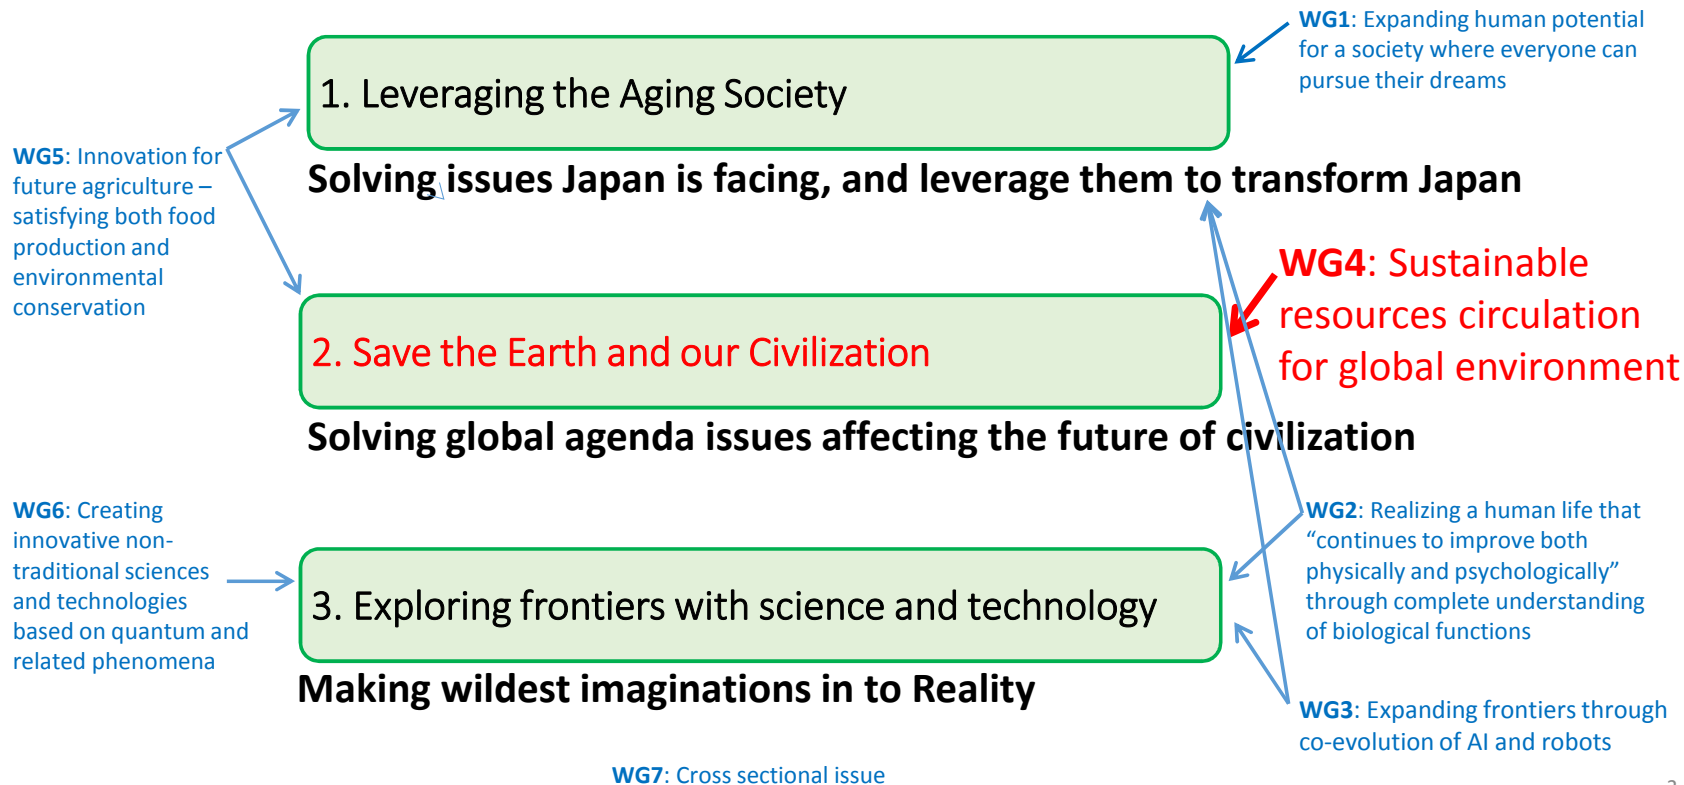 WG1: Expanding human potential
for a society where everyone can
pursue their dreams
1. Leveraging the Aging Society
WG5: Innovation for
future agriculture –
satisfying both food
production and
environmental
conservation
Solving issues Japan is facing, and leverage them to transform Japan
WG4: Sustainable
resources circulation
for global environment
2. Save the Earth and our Civilization
Solving global agenda issues affecting the future of civilization
WG6: Creating
innovative non-
traditional sciences
and technologies
based on quantum and
related phenomena
WG2: Realizing a human life that
“continues to improve both
physically and psychologically”
through complete understanding
of biological functions
3. Exploring frontiers with science and technology
Making wildest imaginations in to Reality
WG3: Expanding frontiers through
co-evolution of AI and robots
WG7: Cross sectional issue